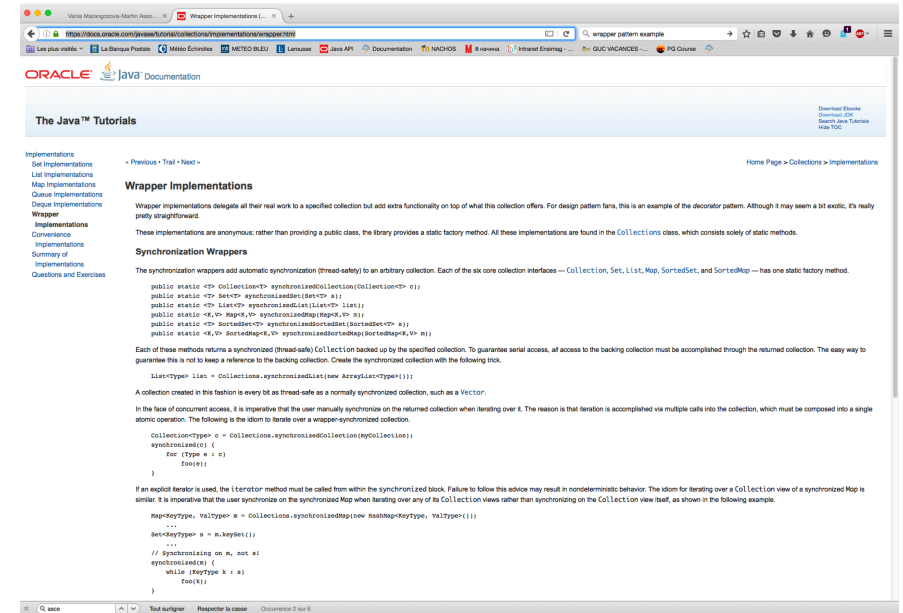 Vania Marangozova-Martin Asso... ×
Wrapper Implementations (... ×
+
https://docs.oracle.com/javase/tutorial/collections/implementations/wrapper.html
wrapper pattern example
Les plus visités
La Banque Postale
Météo Échirolles
METEO BLEU
Larousse
Java API
Documentation
NACHOS
Intranet Ensimag - ...
GUC VACANCES -...
PG Course
ORACLE Java Documentation
The Java™ Tutorials
Download Ebooks
Download JDK
Search Java Tutorials
Hide TOC
Implementations
Set Implementations
List Implementations
Map Implementations
Queue Implementations
Deque Implementations
Wrapper
Implementations
Convenience
Implementations
Summary of
Implementations
Questions and Exercises
« Previous • Trail • Next »
Home Page > Collections > Implementations
Wrapper Implementations
Wrapper implementations delegate all their real work to a specified collection but add extra functionality on top of what this collection offers. For design pattern fans, this is an example of the decorator pattern. Although it may seem a bit exotic, it's really
pretty straightforward.
These implementations are anonymous; rather than providing a public class, the library provides a static factory method. All these implementations are found in the Collections class, which consists solely of static methods.
Synchronization Wrappers
The synchronization wrappers add automatic synchronization (thread-safety) to an arbitrary collection. Each of the six core collection interfaces — Collection, Set, List, Map, SortedSet, and SortedMap — has one static factory method.
public static <T> Collection<T> synchronizedCollection(Collection<T> c);
public static <T> Set<T> synchronizedSet(Set<T> s);
public static <T> List<T> synchronizedList(List<T> list);
public static <K,V> Map<K,V> synchronizedMap(Map<K,V> m);
public static <T> SortedSet<T> synchronizedSortedSet(SortedSet<T> s);
public static <K,V> SortedMap<K,V> synchronizedSortedMap(SortedMap<K,V> m);
Each of these methods returns a synchronized (thread-safe) Collection backed up by the specified collection. To guarantee serial access, all access to the backing collection must be accomplished through the returned collection. The easy way to
guarantee this is not to keep a reference to the backing collection. Create the synchronized collection with the following trick.
List<Type> list = Collections.synchronizedList(new ArrayList<Type>());
A collection created in this fashion is every bit as thread-safe as a normally synchronized collection, such as a Vector.
In the face of concurrent access, it is imperative that the user manually synchronize on the returned collection when iterating over it. The reason is that iteration is accomplished via multiple calls into the collection, which must be composed into a single
atomic operation. The following is the idiom to iterate over a wrapper-synchronized collection.
Collection<Type> c = Collections.synchronizedCollection(myCollection);
synchronized(c) {
for (Type e : c)
foo(e);
}
If an explicit iterator is used, the iterator method must be called from within the synchronized block. Failure to follow this advice may result in nondeterministic behavior. The idiom for iterating over a Collection view of a synchronized Map is
similar. It is imperative that the user synchronize on the synchronized Map when iterating over any of its Collection views rather than synchronizing on the Collection view itself, as shown in the following example.
Map<KeyType, ValType> m = Collections.synchronizedMap(new HashMap<KeyType, ValType>());
...
Set<KeyType> s = m.keySet();
...
// Synchronizing on m, not s!
synchronized(m) {
while (KeyType k : s)
foo(k);
}
× asce
Tout surligner
Respecter la casse
Occurrence 2 sur 6